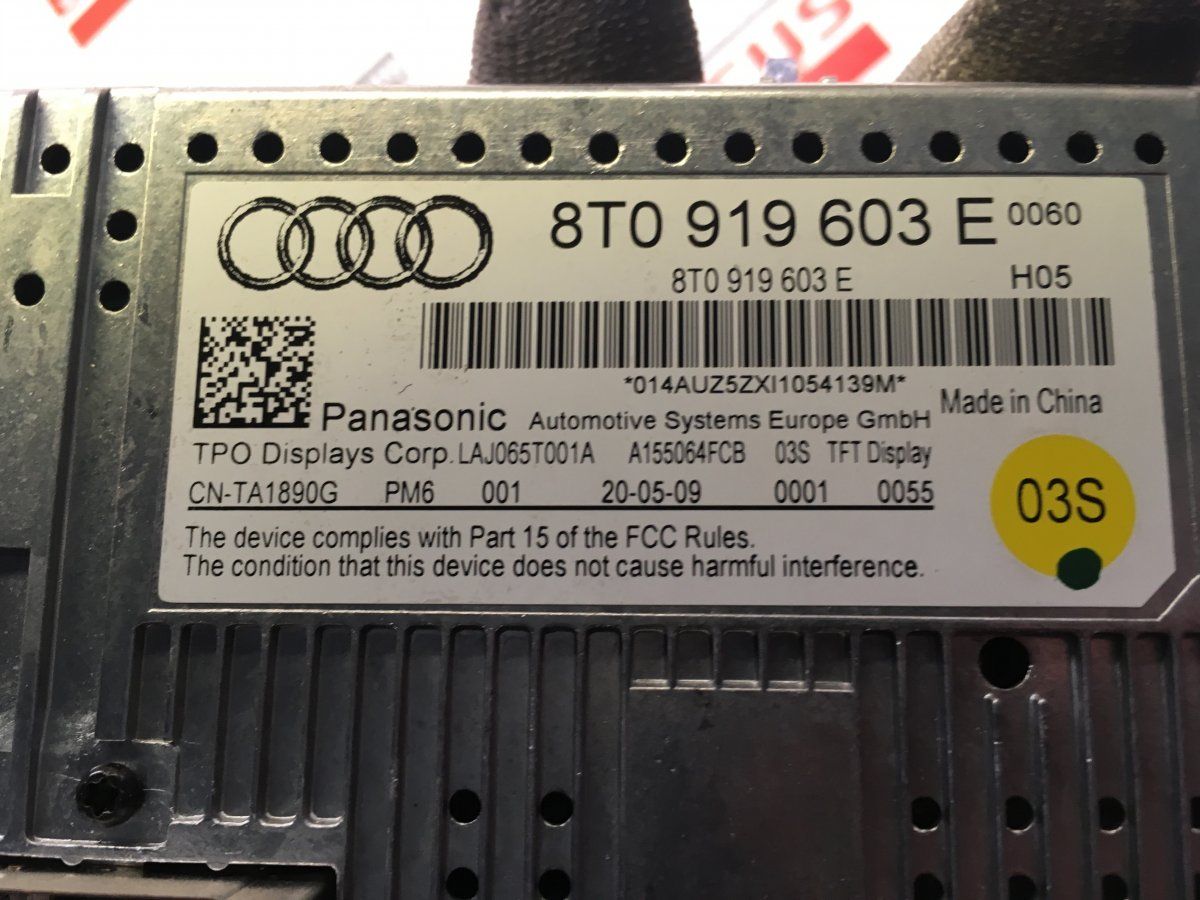 US
8T0 919 603 E 0060
8T0 919 603 E H05
*014AUZ5ZXI1054139M*
Panasonic Automotive Systems Europe GmbH Made in China
TPO Displays Corp. LAJ065T001A A155064FCB 03S TFT Display
CN-TA1890G PM6 001 20-05-09 0001 0055
03S
The device complies with Part 15 of the FCC Rules.
The condition that this device does not cause harmful interference.